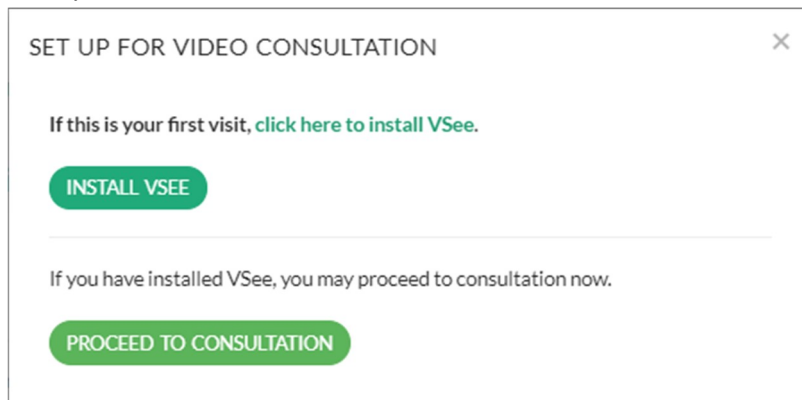 SET UP FOR VIDEO CONSULTATION
If this is your first visit, click here to install VSee.
INSTALL VSEE
If you have installed VSee, you may proceed to consultation now.
PROCEED TO CONSULTATION